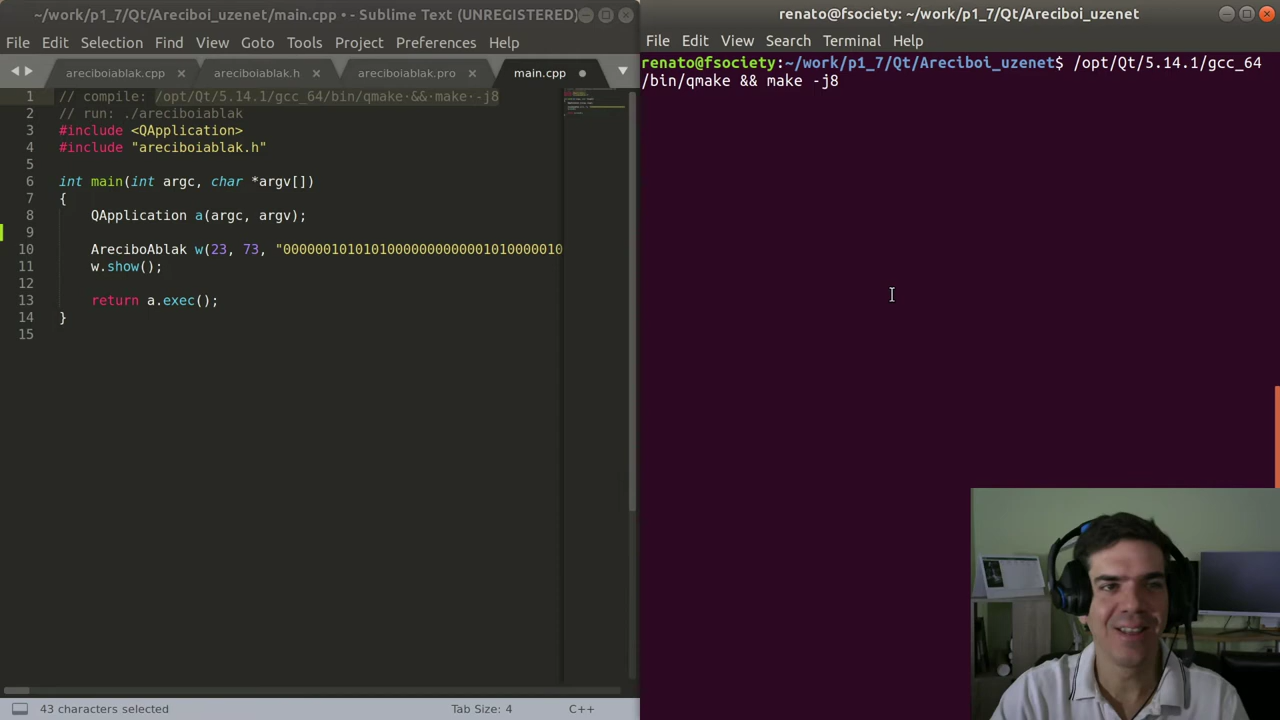 ~/work/p1_7/Qt/Areciboi_uzenet/main.cpp • - Sublime Text (UNREGISTERED)
File Edit Selection Find View Goto Tools Project Preferences Help
areciboiablak.cpp × areciboiablak.h × areciboiablak.pro × main.cpp
1 // compile: /opt/Qt/5.14.1/gcc_64/bin/qmake·&&·make·-j8
2 // run: ./areciboiablak
3 #include <QApplication>
4 #include "areciboiablak.h"
5
6 int main(int argc, char *argv[])
7 {
8 QApplication a(argc, argv);
9
10 AreciboAblak w(23, 73, "00000010101010000000000001010000010
11 w.show();
12
13 return a.exec();
14 }
15
43 characters selected Tab Size: 4 C++
renato@fsociety: ~/work/p1_7/Qt/Areciboi_uzenet
File Edit View Search Terminal Help
renato@fsociety:~/work/p1_7/Qt/Areciboi_uzenet$ /opt/Qt/5.14.1/gcc_64
/bin/qmake && make -j8